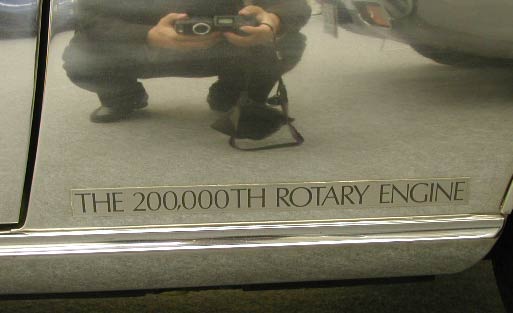 THE 200,000TH ROTARY ENGINE